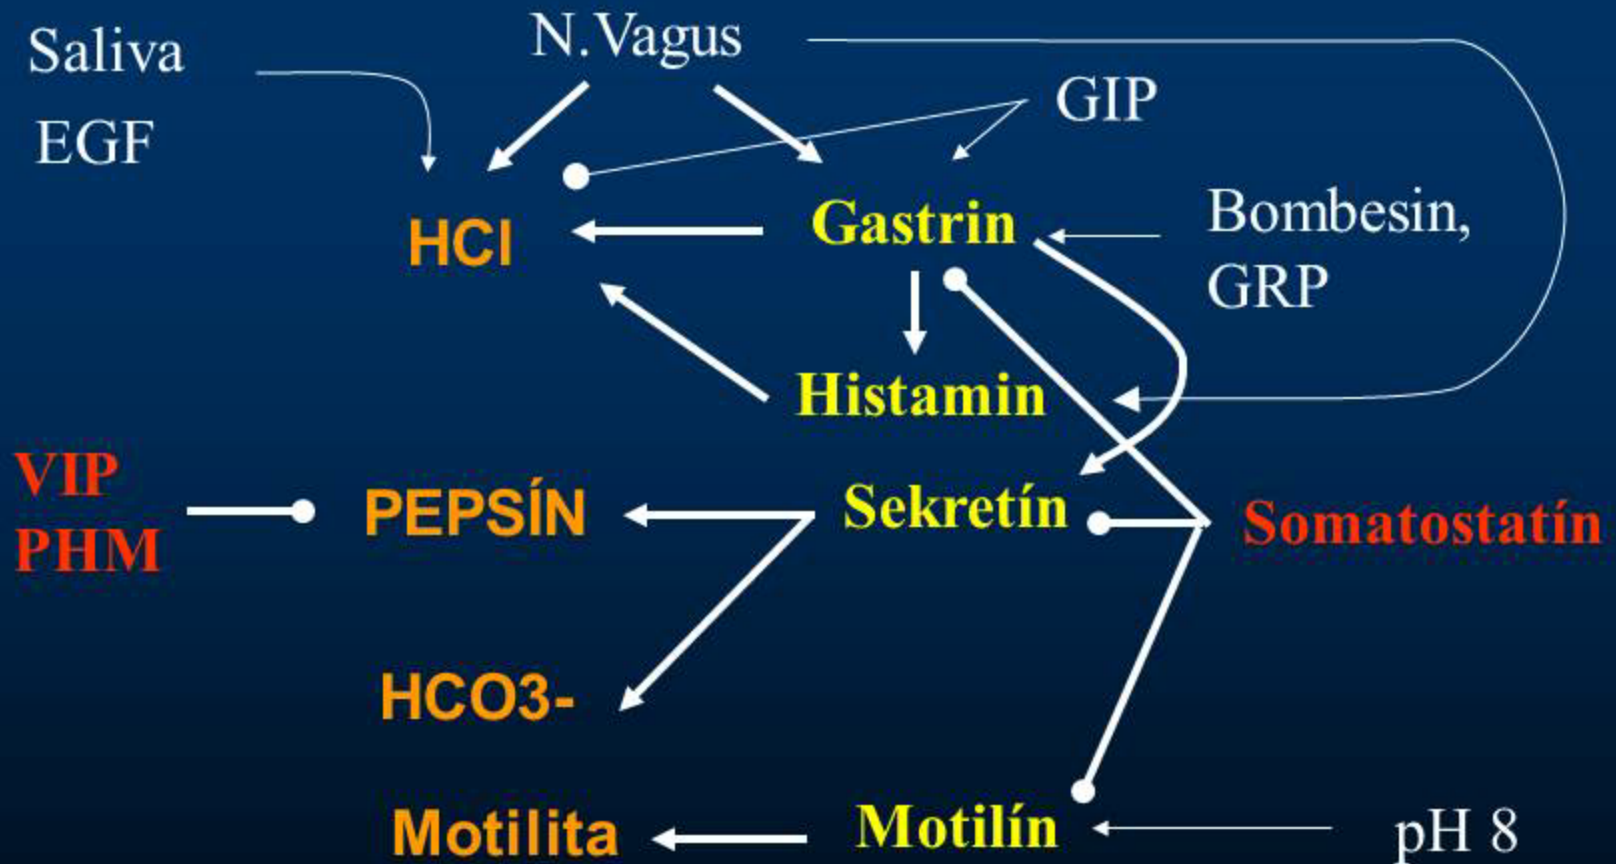 Saliva
EGF
N.Vagus
GIP
HCl
Gastrin
Bombesin,
GRP
Histamin
VIP
PHM
PEPSÍN
Sekretín
Somatostatín
HCO3-
Motilita
Motilín
pH 8